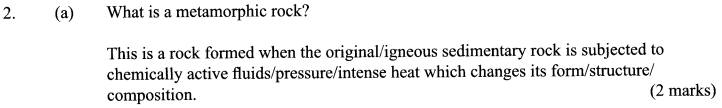 2. (a) What is a metamorphic rock?
This is a rock formed when the original/igneous sedimentary rock is subjected to
chemically active fluids/pressure/intense heat which changes its form/structure/
composition. (2 marks)